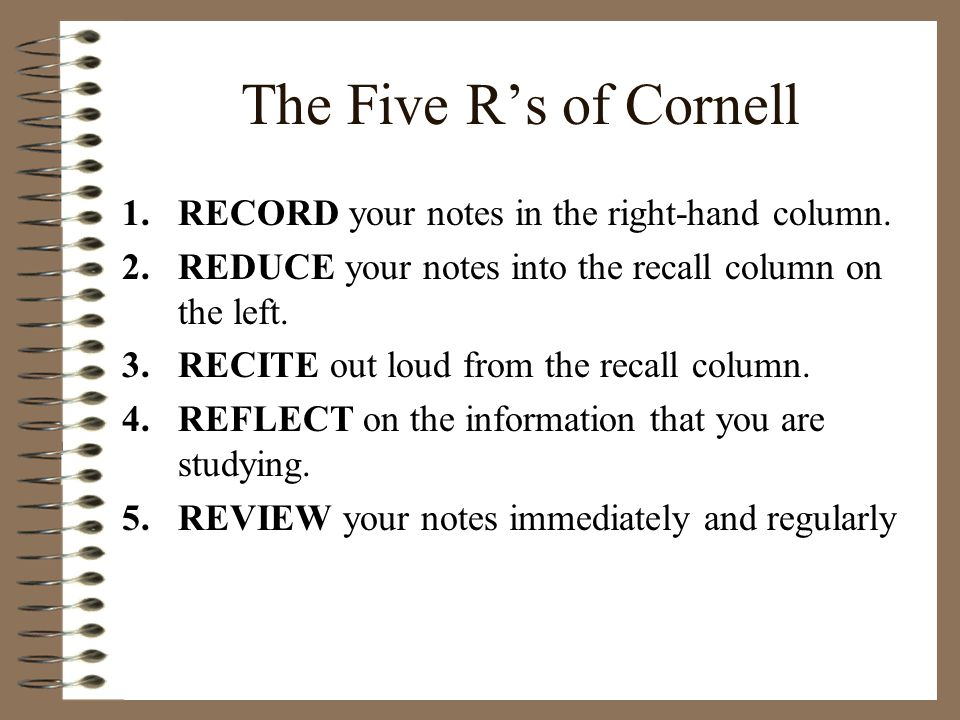 The Five R’s of Cornell
1. RECORD your notes in the right-hand column.
2. REDUCE your notes into the recall column on
the left.
3. RECITE out loud from the recall column.
4. REFLECT on the information that you are
studying.
5. REVIEW your notes immediately and regularly